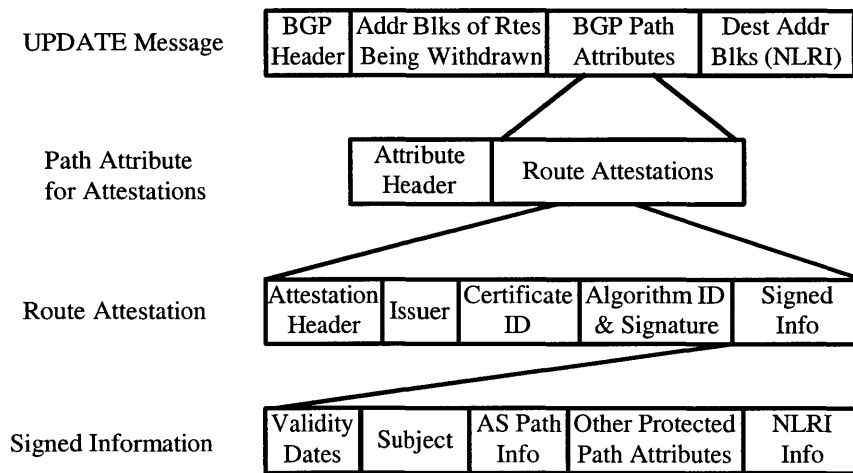 UPDATE Message
BGP Header
Addr Blks of Rtes Being Withdrawn
BGP Path Attributes
Dest Addr Blks (NLRI)
Path Attribute for Attestations
Attribute Header
Route Attestations
Route Attestation
Attestation Header
Issuer
Certificate ID
Algorithm ID & Signature
Signed Info
Signed Information
Validity Dates
Subject
AS Path Info
Other Protected Path Attributes
NLRI Info